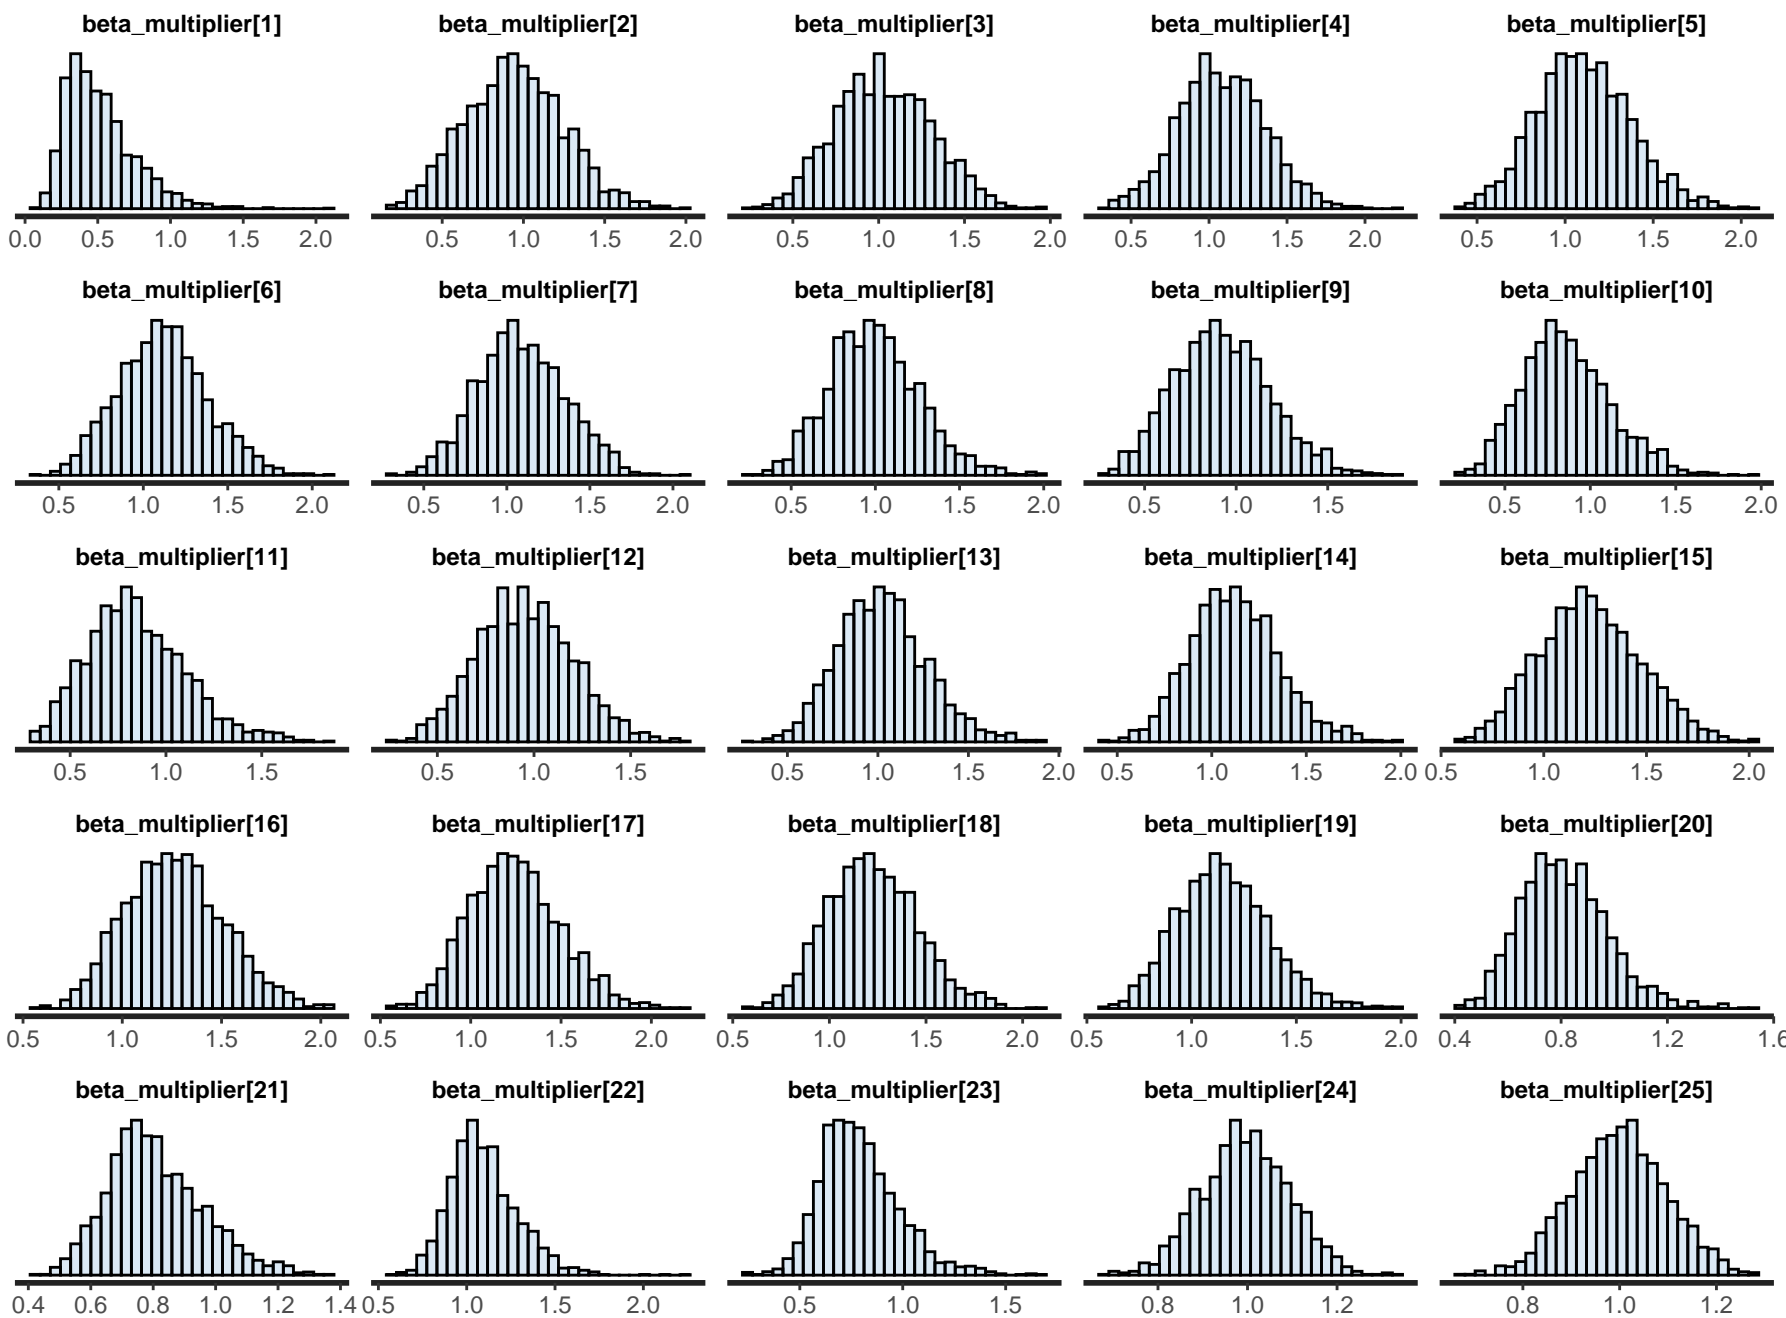 beta_multiplier[1] beta_multiplier[2] beta_multiplier[3] beta_multiplier[4] beta_multiplier[5]
0.0 0.5 1.0 1.5 2.0 0.5 1.0 1.5 2.0 0.5 1.0 1.5 2.0 0.5 1.0 1.5 2.0 0.5 1.0 1.5 2.0
beta_multiplier[6] beta_multiplier[7] beta_multiplier[8] beta_multiplier[9] beta_multiplier[10]
0.5 1.0 1.5 2.0 0.5 1.0 1.5 2.0 0.5 1.0 1.5 2.0 0.5 1.0 1.5 0.5 1.0 1.5 2.0
beta_multiplier[11] beta_multiplier[12] beta_multiplier[13] beta_multiplier[14] beta_multiplier[15]
0.5 1.0 1.5 0.5 1.0 1.5 0.5 1.0 1.5 2.0 0.5 1.0 1.5 2.0 0.5 1.0 1.5 2.0
beta_multiplier[16] beta_multiplier[17] beta_multiplier[18] beta_multiplier[19] beta_multiplier[20]
0.5 1.0 1.5 2.0 0.5 1.0 1.5 2.0 0.5 1.0 1.5 2.0 0.5 1.0 1.5 2.0 0.4 0.8 1.2 1.6
beta_multiplier[21] beta_multiplier[22] beta_multiplier[23] beta_multiplier[24] beta_multiplier[25]
0.4 0.6 0.8 1.0 1.2 1.4 0.5 1.0 1.5 2.0 0.5 1.0 1.5 0.8 1.0 1.2 0.8 1.0 1.2